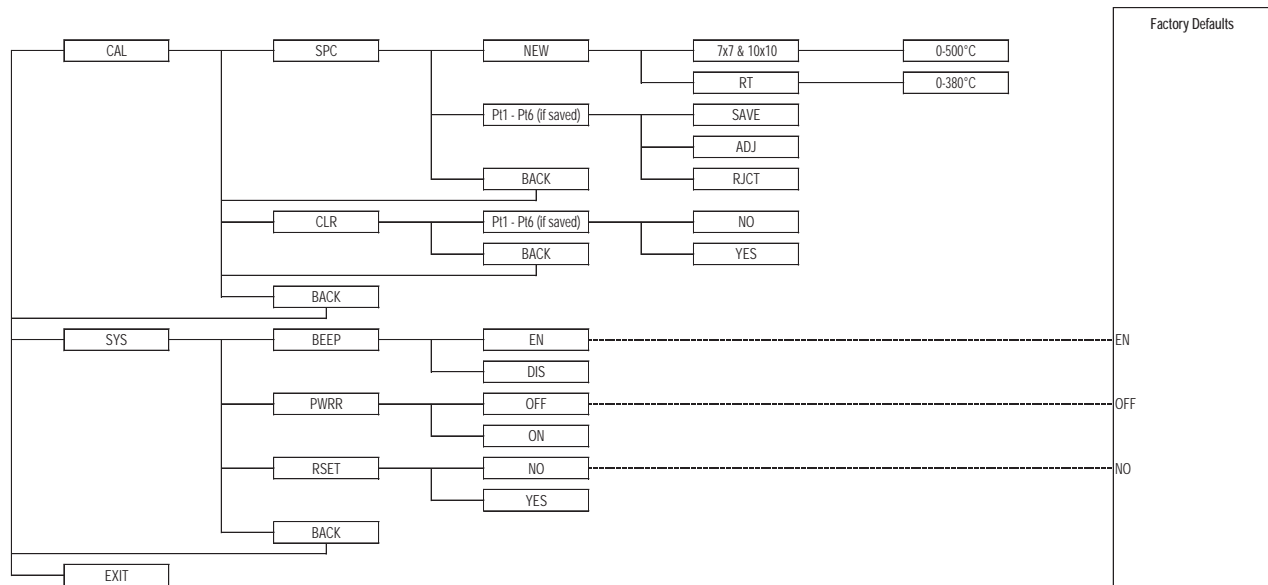 Factory Defaults
CAL SPC NEW 7x7 & 10x10 0-500°C
RT 0-380°C
Pt1 - Pt6 (if saved) SAVE
ADJ
BACK RJCT
CLR Pt1 - Pt6 (if saved) NO
BACK YES
BACK
SYS BEEP EN EN
DIS
PWRR OFF OFF
ON
RSET NO NO
YES
BACK
EXIT